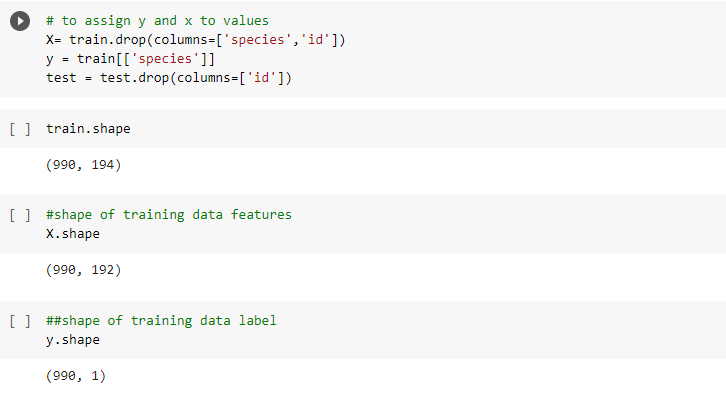 # to assign y and x to values
X= train.drop(columns=['species','id'])
y = train[['species']]
test = test.drop(columns=['id'])
[ ] train.shape
(990, 194)
[ ] #shape of training data features
X.shape
(990, 192)
[ ] ##shape of training data label
y.shape
(990, 1)